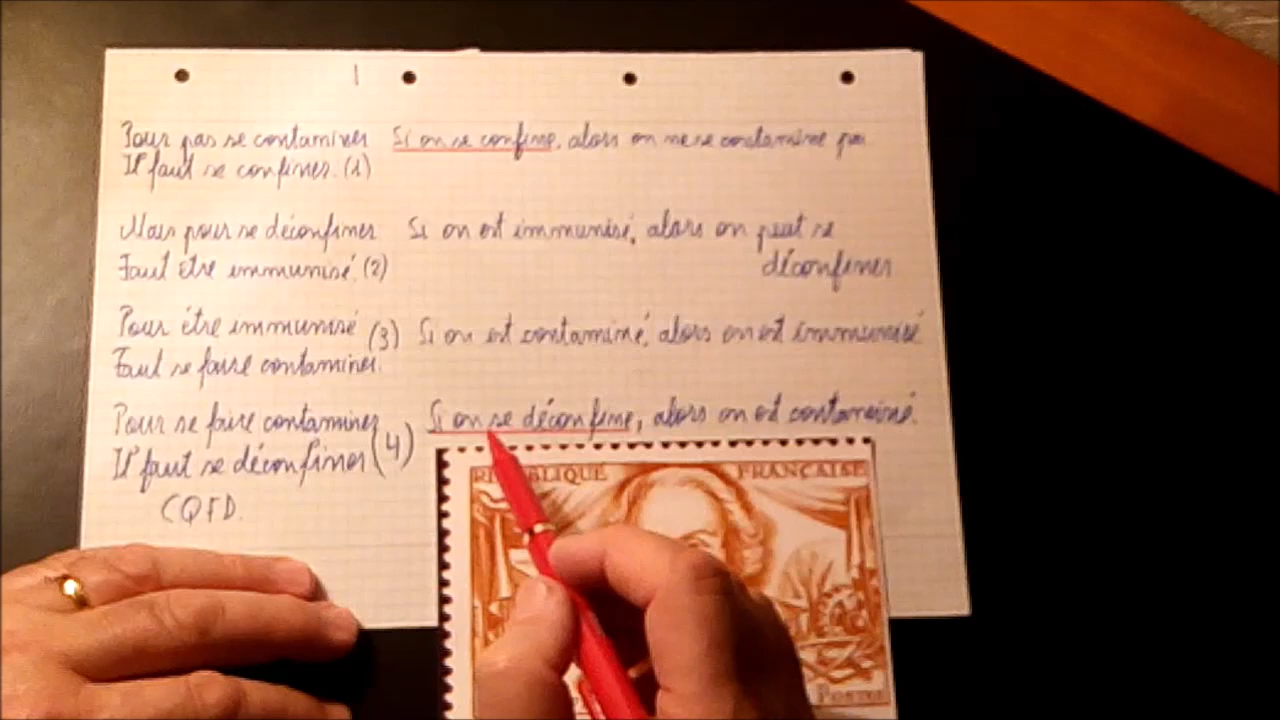 1
Pour pas se contaminer Si on se confine, alors on ne se contamine pas
Il faut se confiner. (1)
Mais pour se déconfiner Si on est immunisé, alors on peut se
Faut être immunisé. (2) déconfiner
Pour être immunisé (3) Si on est contaminé, alors on est immunisé
Faut se faire contaminer.
Pour se faire contaminer Si on se déconfine, alors on est contaminé.
Il faut se déconfiner (4)
CQFD.
REPUBLIQUE FRANÇAISE
POSTES